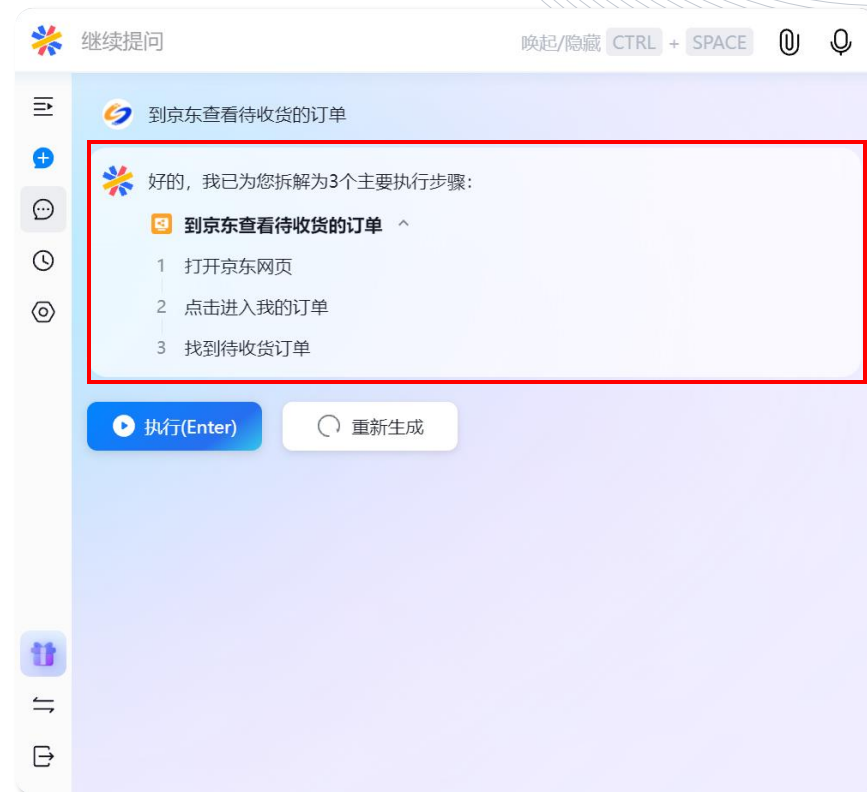 继续提问
唤起/隐藏 CTRL + SPACE
到京东查看待收货的订单
好的，我已为您拆解为3个主要执行步骤：
到京东查看待收货的订单
1 打开京东网页
2 点击进入我的订单
3 找到待收货订单
执行(Enter)
重新生成